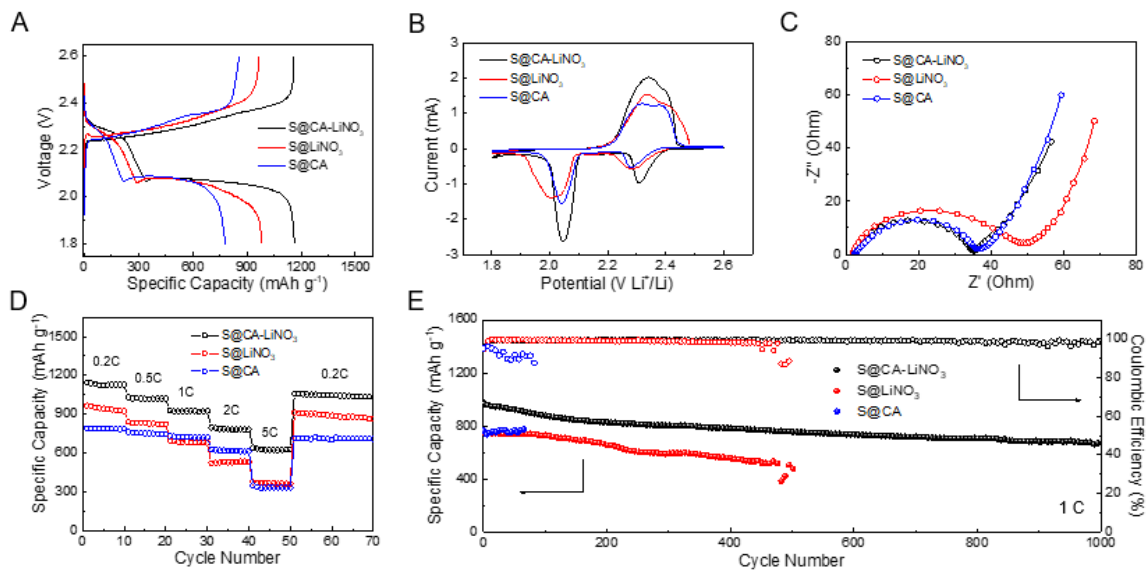 A
2.6
2.4
2.2
2.0
1.8
Voltage (V)
0
300
600
900
1200
1500
Specific Capacity (mAh g⁻¹)
S@CA-LiNO₃
S@LiNO₃
S@CA
B
3
2
1
0
-1
-2
-3
Current (mA)
1.8
2.0
2.2
2.4
2.6
Potential (V Li⁺/Li)
S@CA-LiNO₃
S@LiNO₃
S@CA
C
80
60
40
20
0
-Z'' (Ohm)
0
20
40
60
80
Z' (Ohm)
S@CA-LiNO₃
S@LiNO₃
S@CA
D
1500
1200
900
600
300
0
Specific Capacity (mAh g⁻¹)
0
10
20
30
40
50
60
70
Cycle Number
S@CA-LiNO₃
S@LiNO₃
S@CA
0.2C
0.5C
1C
2C
5C
0.2C
E
1600
1400
1200
1000
800
600
400
200
0
Specific Capacity (mAh g⁻¹)
0
200
400
600
800
1000
Cycle Number
100
80
60
40
20
0
Coulombic Efficiency (%)
S@CA-LiNO₃
S@LiNO₃
S@CA
1 C